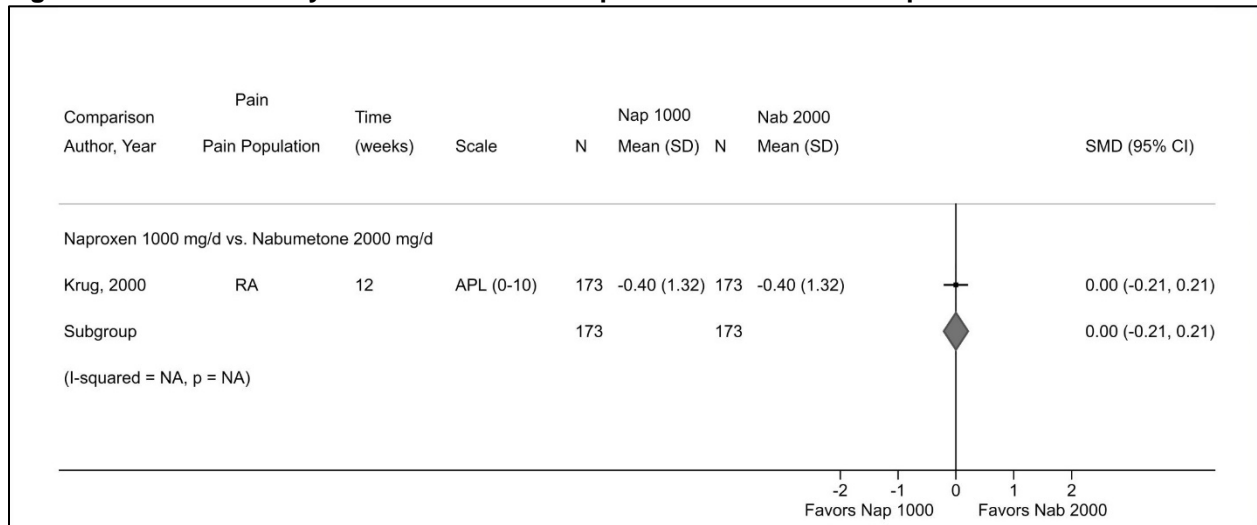 Pain
Comparison Time Nap 1000 Nab 2000
Author, Year Pain Population (weeks) Scale N Mean (SD) N Mean (SD) SMD (95% CI)
Naproxen 1000 mg/d vs. Nabumetone 2000 mg/d
Krug, 2000 RA 12 APL (0-10) 173 -0.40 (1.32) 173 -0.40 (1.32) 0.00 (-0.21, 0.21)
Subgroup 173 173 0.00 (-0.21, 0.21)
(I-squared = NA, p = NA)
-2 -1 0 1 2
Favors Nap 1000 Favors Nab 2000